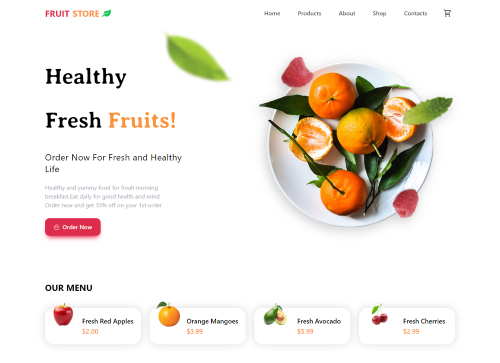 FRUIT STORE
Home Products About Shop Contacts
Healthy
Fresh Fruits!
Order Now For Fresh and Healthy
Life
Healthy and yummy food for fresh morning
breakfast.Eat daily for good health and mind
Order now and get 35% off on your 1st order
Order Now
OUR MENU
Fresh Red Apples
$2.00
Orange Mangoes
$3.99
Fresh Avocado
$5.99
Fresh Cherries
$2.99